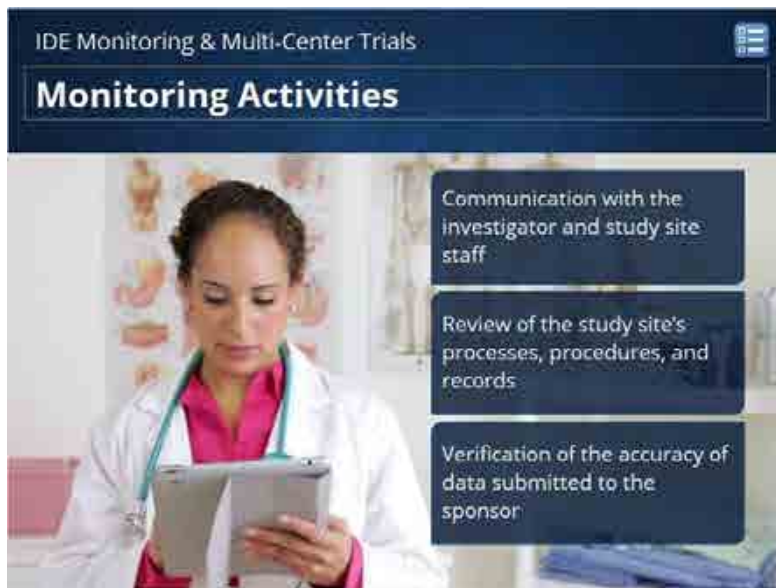 IDE Monitoring & Multi-Center Trials
Monitoring Activities
Communication with the
investigator and study site
staff
Review of the study site's
processes, procedures, and
records
Verification of the accuracy of
data submitted to the
sponsor